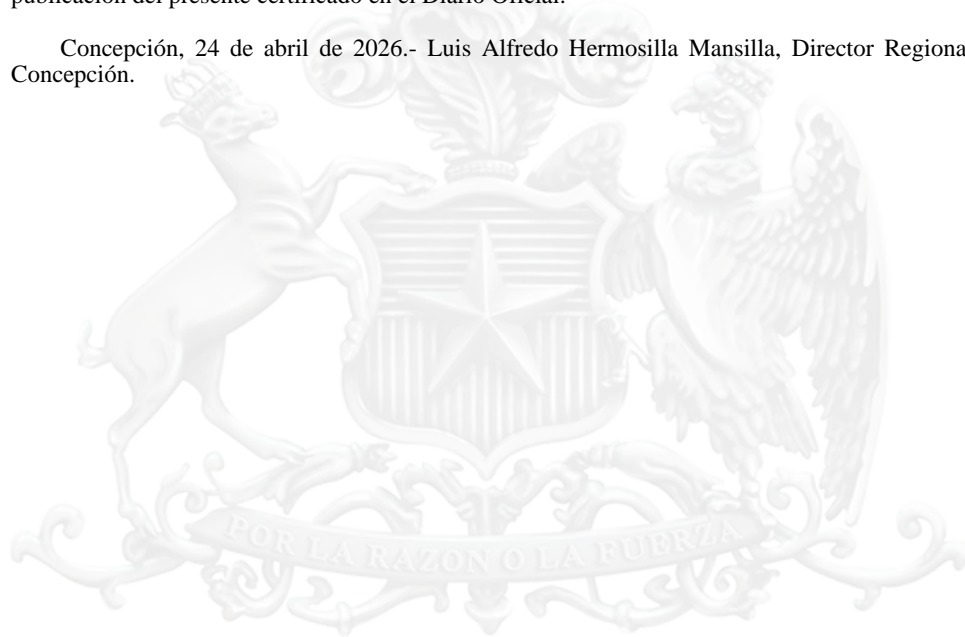 publicación del presente certificado en el Diario Oficial.
Concepción, 24 de abril de 2026.- Luis Alfredo Hermosilla Mansilla, Director Regiona
Concepción.
POR LA RAZON O LA FUERZA